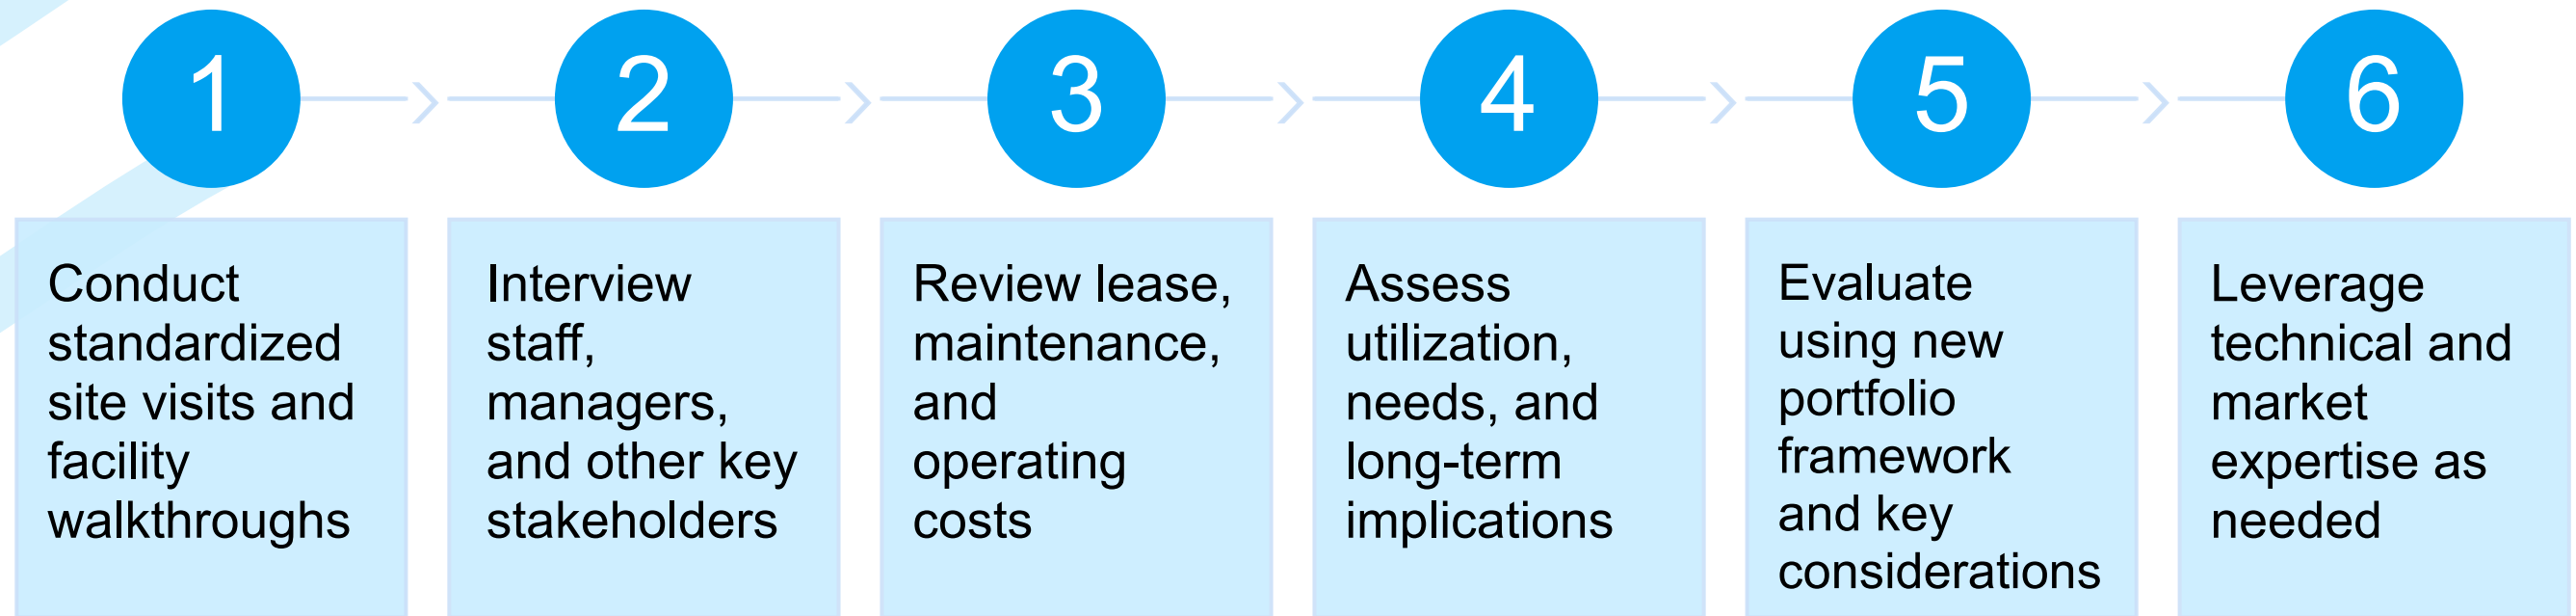 1
Conduct
standardized
site visits and
facility
walkthroughs
2
Interview
staff,
managers,
and other key
stakeholders
3
Review lease,
maintenance,
and
operating
costs
4
Assess
utilization,
needs, and
long-term
implications
5
Evaluate
using new
portfolio
framework
and key
considerations
6
Leverage
technical and
market
expertise as
needed